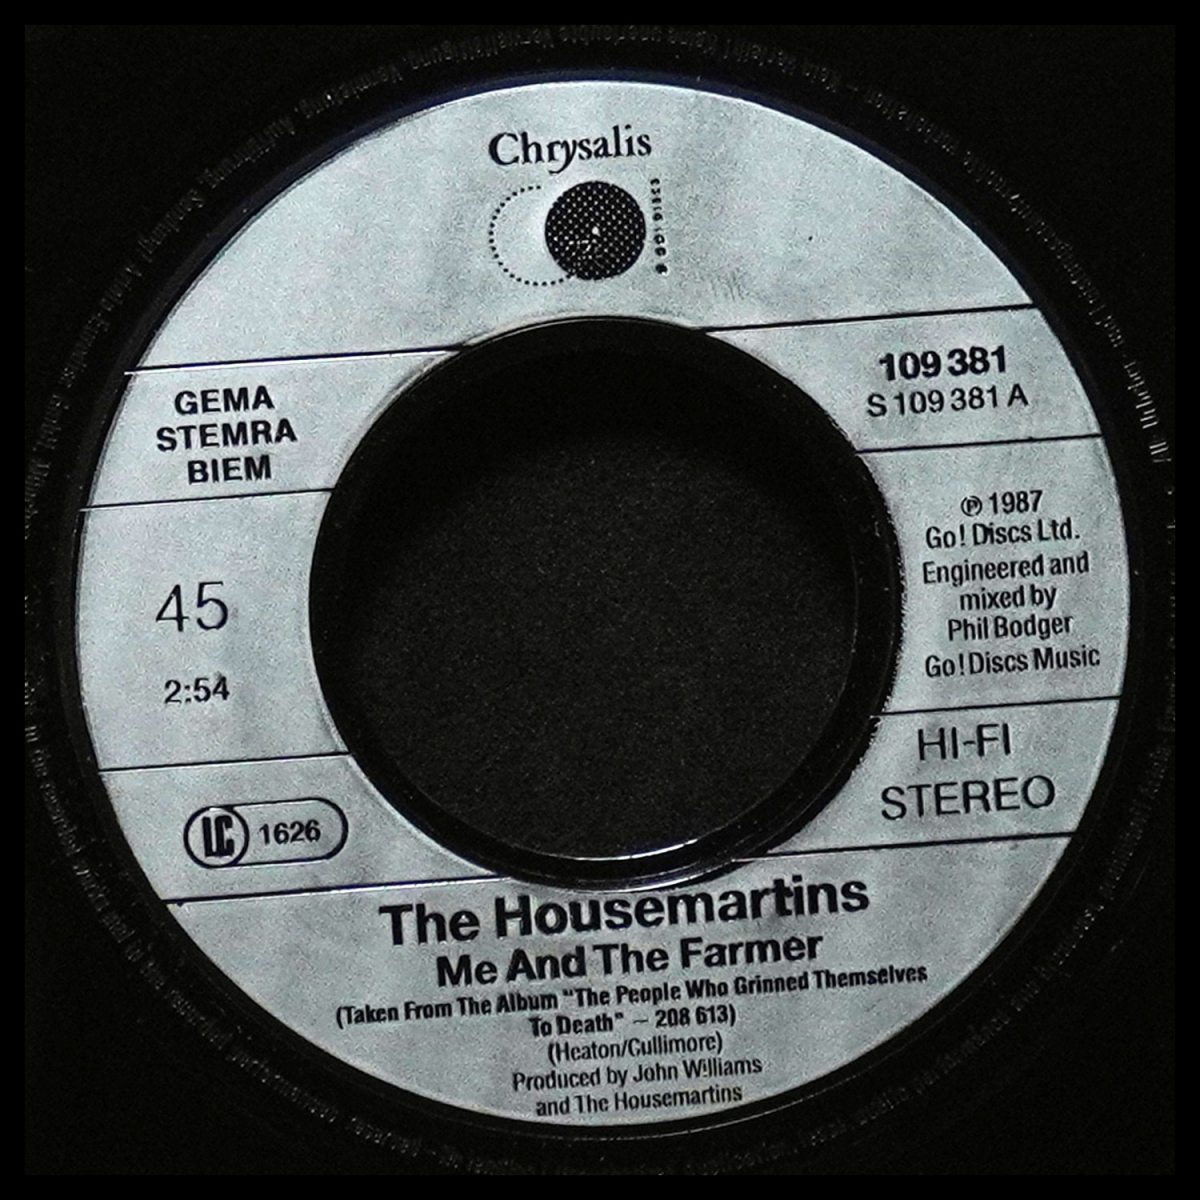 Chrysalis
& GO! DISCS
109 381
S 109 381 A
GEMA
STEMRA
BIEM
45
2:54
LC 1626
℗ 1987
Go! Discs Ltd.
Engineered and
mixed by
Phil Bodger
Go! Discs Music
HI-FI
STEREO
The Housemartins
Me And The Farmer
(Taken From The Album "The People Who Grinned Themselves
To Death" – 208 613)
(Heaton/Cullimore)
Produced by John Williams
and The Housemartins